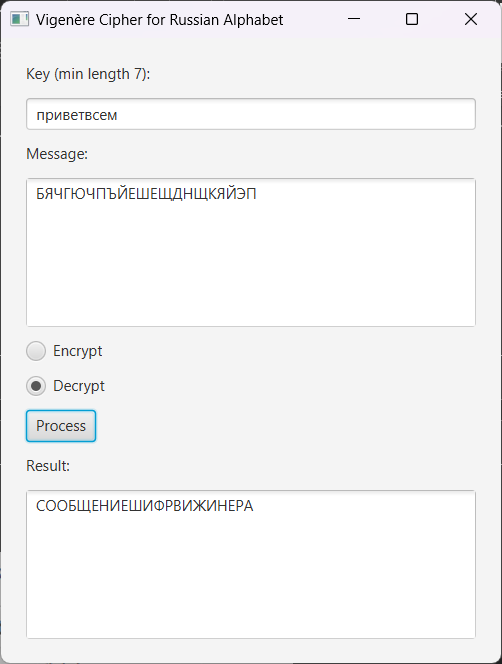 Vigenère Cipher for Russian Alphabet
Key (min length 7):
приветвсем
Message:
БЯЧГЮЧПЪЙЕШЕЩДНЩКЯЙЭП
Encrypt
Decrypt
Process
Result:
СООБЩЕНИЕШИФРВИЖИНЕРА